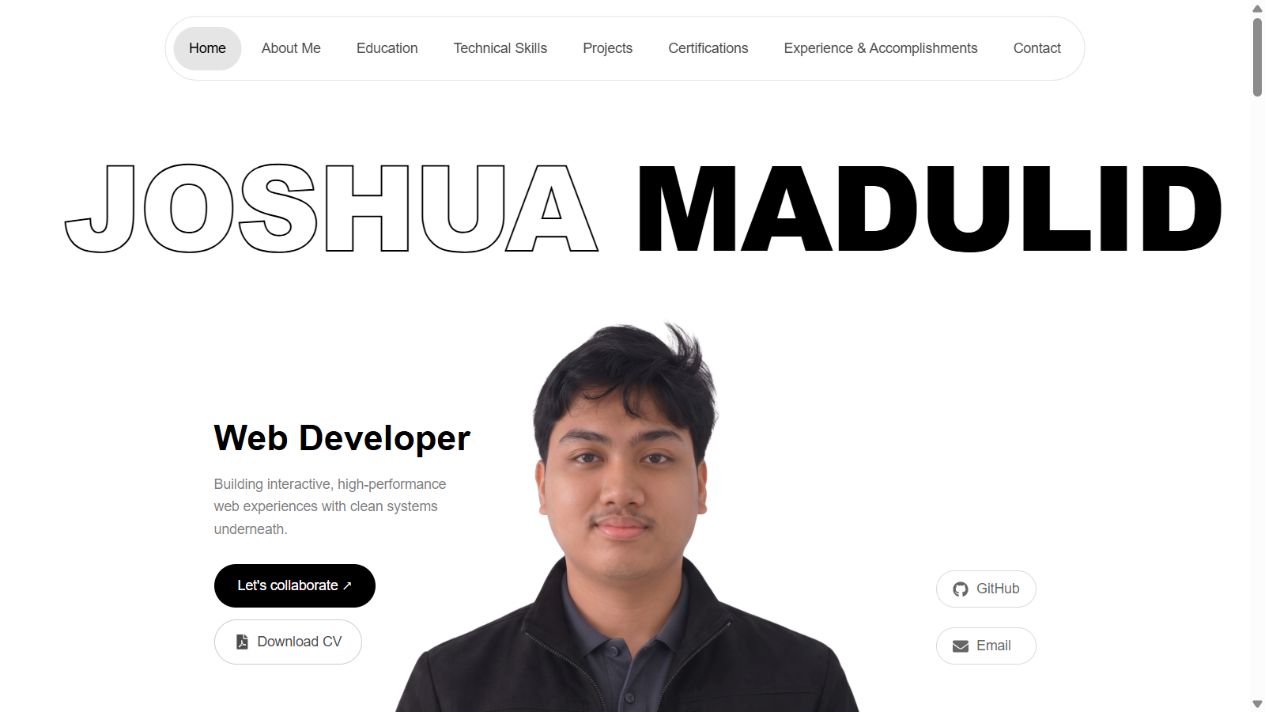 Home About Me Education Technical Skills Projects Certifications Experience & Accomplishments Contact
JOSHUA MADULID
Web Developer
Building interactive, high-performance
web experiences with clean systems
underneath.
Let's collaborate ↗
Download CV
GitHub
Email